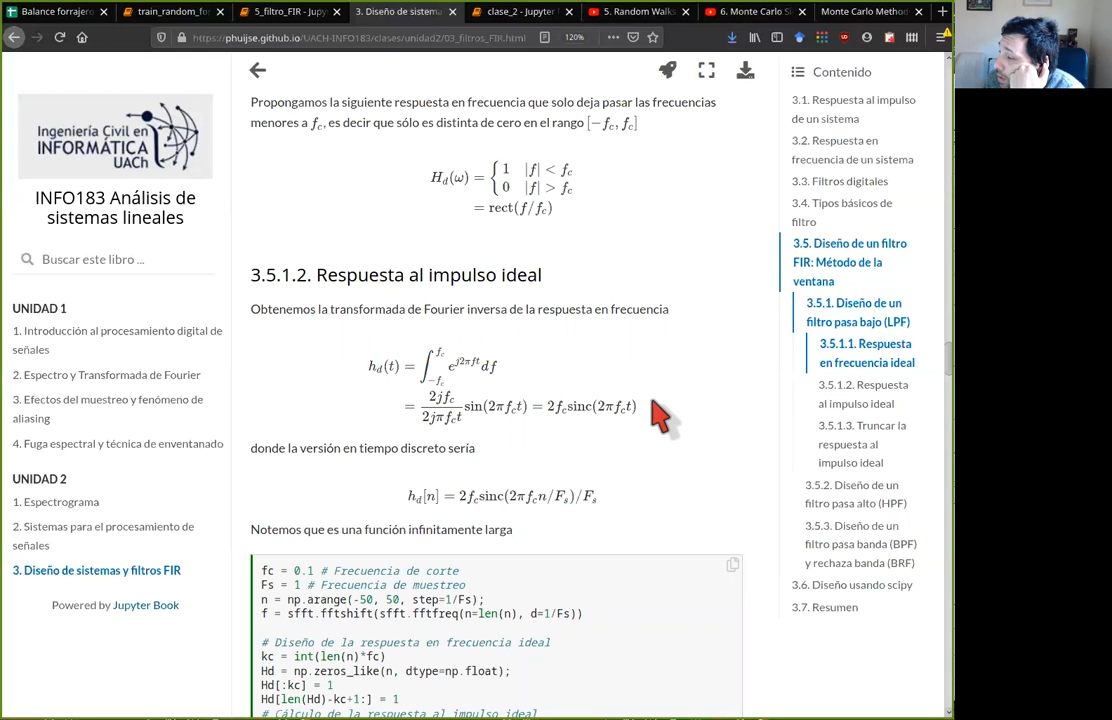 Balance forrajero
train_random_for
5_filtro_FIR - Jupy
3. Diseño de sistema
clase_2 - Jupyter
5. Random Walks
6. Monte Carlo Si
Monte Carlo Method
https://phuijse.github.io/UACH-INFO183/clases/unidad2/03_filtros_FIR.html
120%
Ingeniería Civil en
INFORMÁTICA
UACh
INFO183 Análisis de
sistemas lineales
Buscar este libro ...
UNIDAD 1
1. Introducción al procesamiento digital de
señales
2. Espectro y Transformada de Fourier
3. Efectos del muestreo y fenómeno de
aliasing
4. Fuga espectral y técnica de enventanado
UNIDAD 2
1. Espectrograma
2. Sistemas para el procesamiento de
señales
3. Diseño de sistemas y filtros FIR
Powered by Jupyter Book
Propongamos la siguiente respuesta en frecuencia que solo deja pasar las frecuencias
menores a f_c, es decir que sólo es distinta de cero en el rango [−f_c, f_c]
H_d(ω) = { 1 |f| < f_c
0 |f| > f_c
= rect(f/f_c)
3.5.1.2. Respuesta al impulso ideal
Obtenemos la transformada de Fourier inversa de la respuesta en frecuencia
h_d(t) = ∫_{−f_c}^{f_c} e^{j2πft} df
= 2jf_c / 2jπf_ct sin(2πf_ct) = 2f_csinc(2πf_ct)
donde la versión en tiempo discreto sería
h_d[n] = 2f_csinc(2πf_cn/F_s)/F_s
Notemos que es una función infinitamente larga
fc = 0.1 # Frecuencia de corte
Fs = 1 # Frecuencia de muestreo
n = np.arange(-50, 50, step=1/Fs);
f = sfft.fftshift(sfft.fftfreq(n=len(n), d=1/Fs))
# Diseño de la respuesta en frecuencia ideal
kc = int(len(n)*fc)
Hd = np.zeros_like(n, dtype=np.float);
Hd[:kc] = 1
Hd[len(Hd)-kc+1:] = 1
# Cálculo de la respuesta al impulso ideal
Contenido
3.1. Respuesta al impulso
de un sistema
3.2. Respuesta en
frecuencia de un sistema
3.3. Filtros digitales
3.4. Tipos básicos de
filtro
3.5. Diseño de un filtro
FIR: Método de la
ventana
3.5.1. Diseño de un
filtro pasa bajo (LPF)
3.5.1.1. Respuesta
en frecuencia ideal
3.5.1.2. Respuesta
al impulso ideal
3.5.1.3. Truncar la
respuesta al
impulso ideal
3.5.2. Diseño de un
filtro pasa alto (HPF)
3.5.3. Diseño de un
filtro pasa banda (BPF)
y rechaza banda (BRF)
3.6. Diseño usando scipy
3.7. Resumen